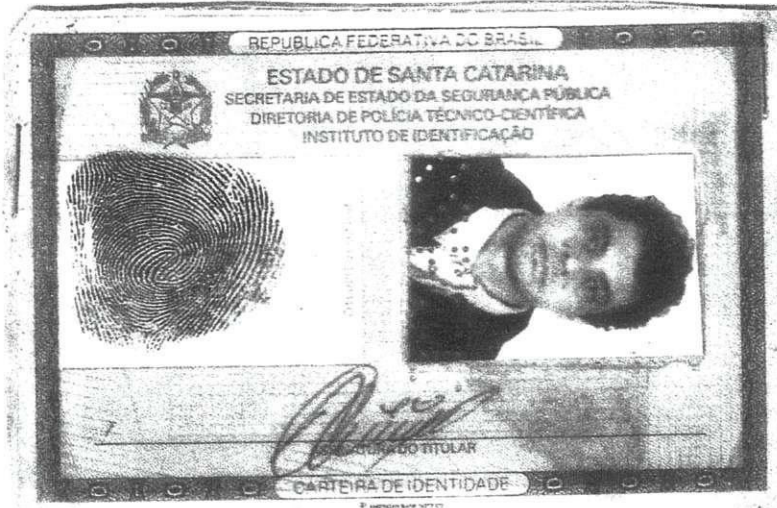 REPUBLICA FEDERATIVA DO BRASIL
ESTADO DE SANTA CATARINA
SECRETARIA DE ESTADO DA SEGURANÇA PÚBLICA
DIRETORIA DE POLÍCIA TÉCNICO-CIENTÍFICA
INSTITUTO DE IDENTIFICAÇÃO
DO TITULAR
CARTEIRA DE IDENTIDADE